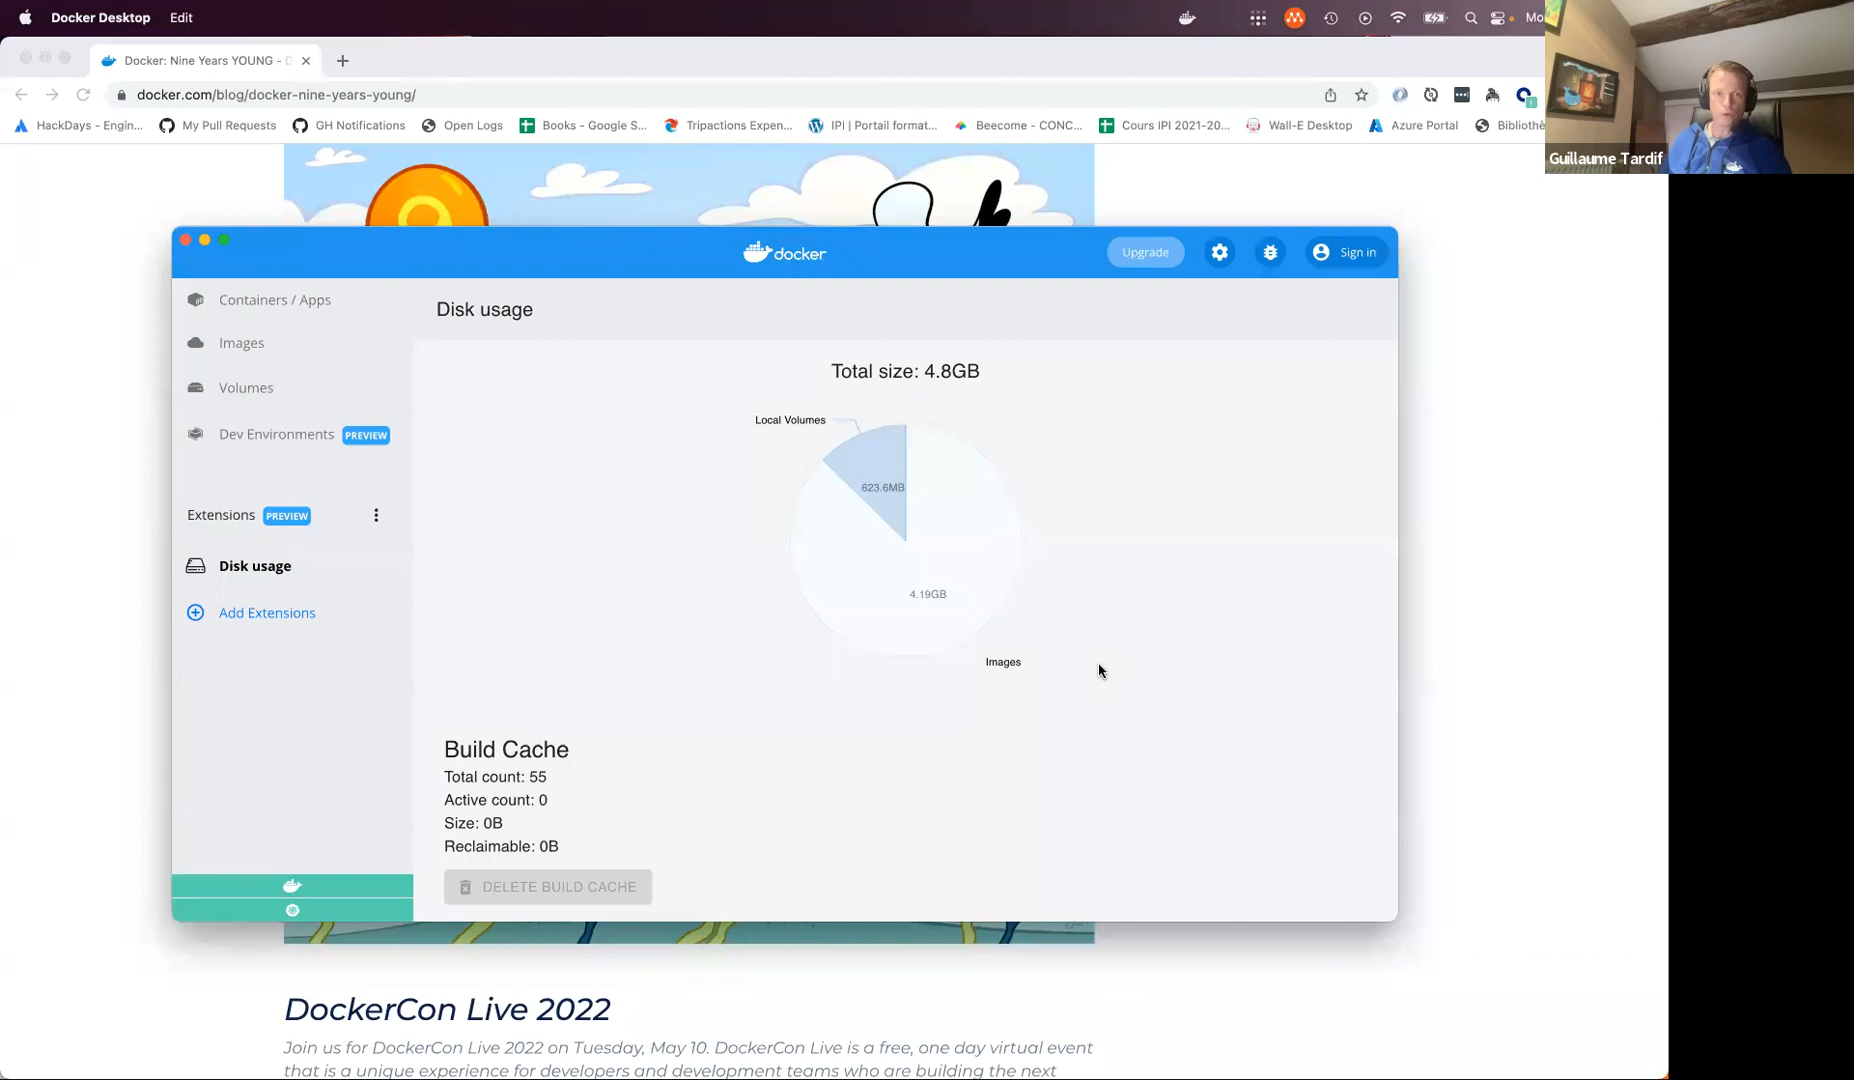 Docker Desktop Edit Mo
Docker: Nine Years YOUNG – D
docker.com/blog/docker-nine-years-young/
HackDays - Engin... My Pull Requests GH Notifications Open Logs Books - Google S... Tripactions Expen... IPI | Portail format... Beecome - CONC... Cours IPI 2021-20... Wall-E Desktop Azure Portal Bibliothè
Guillaume Tardif
docker
Upgrade
Sign in
Containers / Apps
Images
Volumes
Dev Environments PREVIEW
Extensions PREVIEW
Disk usage
Add Extensions
Disk usage
Total size: 4.8GB
Local Volumes
623.6MB
4.19GB
Images
Build Cache
Total count: 55
Active count: 0
Size: 0B
Reclaimable: 0B
DELETE BUILD CACHE
DockerCon Live 2022
Join us for DockerCon Live 2022 on Tuesday, May 10. DockerCon Live is a free, one day virtual event
that is a unique experience for developers and development teams who are building the next